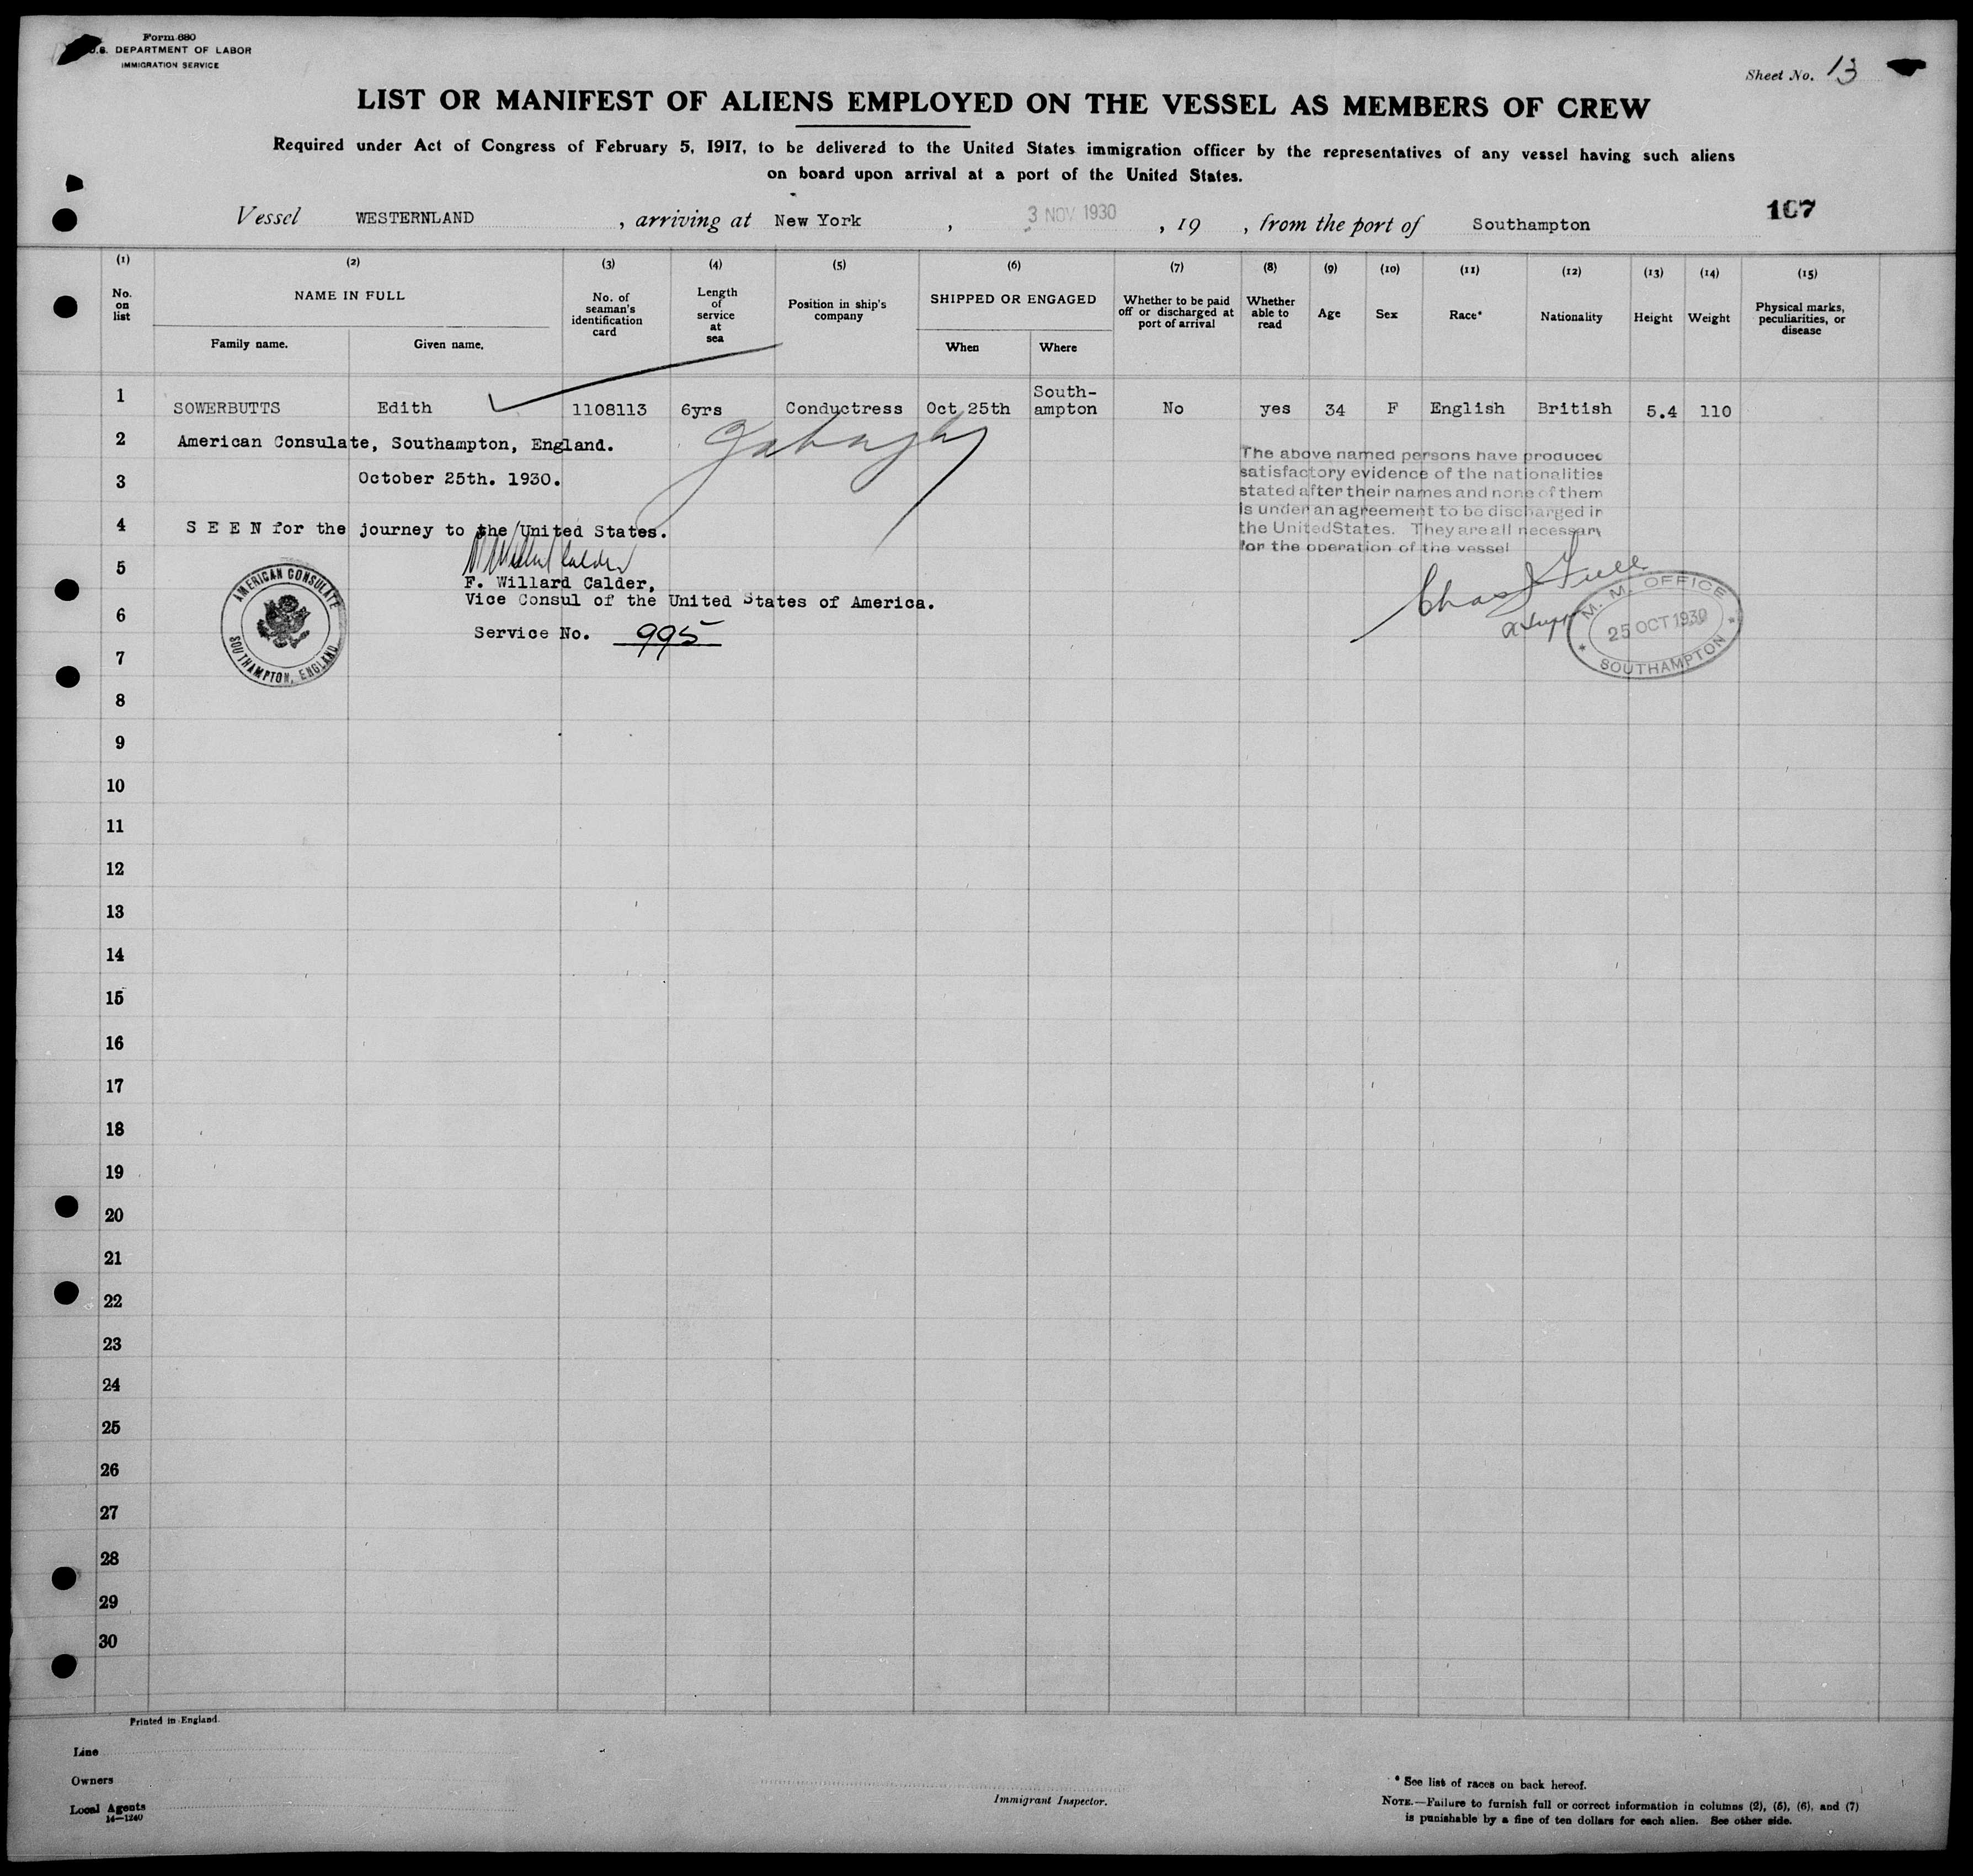 Form 680
U.S. DEPARTMENT OF LABOR
IMMIGRATION SERVICE
Sheet No. 13
LIST OR MANIFEST OF ALIENS EMPLOYED ON THE VESSEL AS MEMBERS OF CREW
Required under Act of Congress of February 5, 1917, to be delivered to the United States immigration officer by the representatives of any vessel having such aliens
on board upon arrival at a port of the United States.
Vessel WESTERNLAND , arriving at New York , 3 NOV 1930 , 19 , from the port of Southampton 167
(1) (2) (3) (4) (5) (6) (7) (8) (9) (10) (11) (12) (13) (14) (15)
No. on list
NAME IN FULL
Family name. Given name.
No. of seaman's identification card
Length of service at sea
Position in ship's company
SHIPPED OR ENGAGED
When Where
Whether to be paid off or discharged at port of arrival
Whether able to read
Age
Sex
Race*
Nationality
Height
Weight
Physical marks, peculiarities, or disease
1 SOWERBUTTS Edith 1108113 6yrs Conductress Oct 25th South-ampton No yes 34 F English British 5.4 110
2 American Consulate, Southampton, England.
3 October 25th. 1930.
4 S E E N for the journey to the United States.
5
F. Willard Calder,
6 Vice Consul of the United States of America.
Service No. 995
7
AMERICAN CONSULATE
SOUTHAMPTON, ENGLAND
The above named persons have produced
satisfactory evidence of the nationalities
stated after their names and none of them
is under an agreement to be discharged in
the United States. They are all necessary
for the operation of the vessel
M. M. OFFICE
25 OCT 1930
SOUTHAMPTON
8
9
10
11
12
13
14
15
16
17
18
19
20
21
22
23
24
25
26
27
28
29
30
Printed in England.
Line
Owners
Local Agents
14—1240
Immigrant Inspector.
* See list of races on back hereof.
NOTE.—Failure to furnish full or correct information in columns (2), (5), (6), and (7)
is punishable by a fine of ten dollars for each alien. See other side.